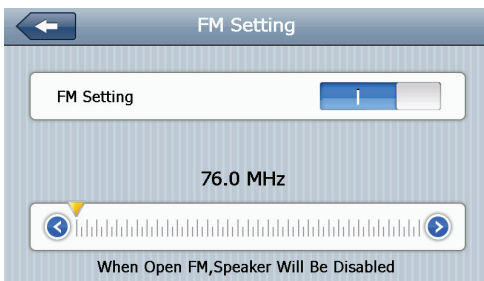 FM Setting
FM Setting
76.0 MHz
When Open FM,Speaker Will Be Disabled